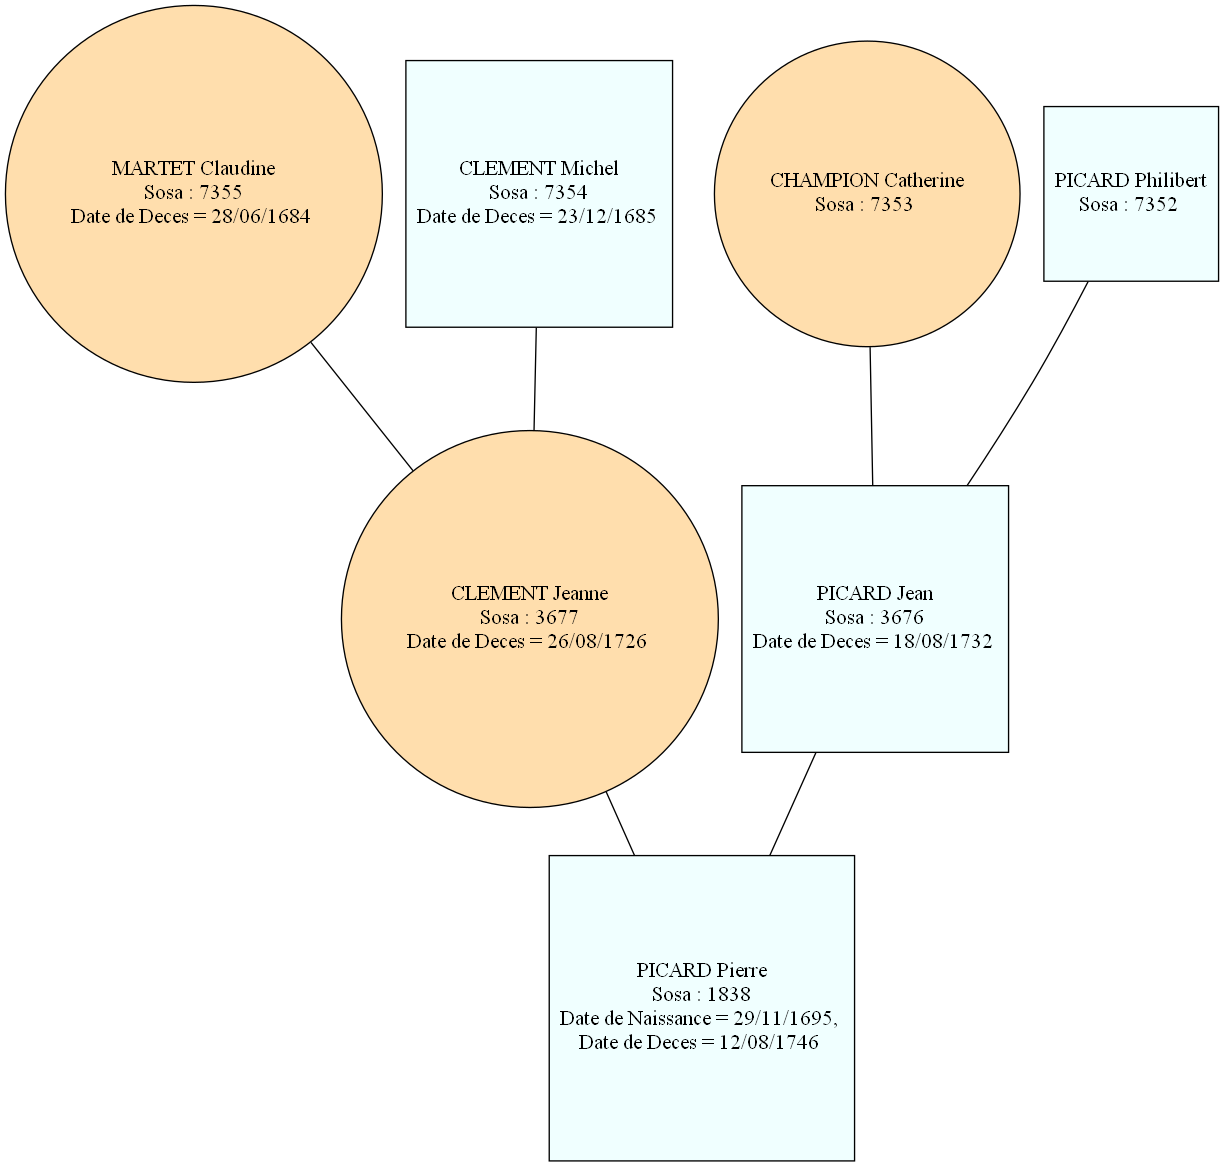 MARTET Claudine
Sosa : 7355
Date de Deces = 28/06/1684
CLEMENT Michel
Sosa : 7354
Date de Deces = 23/12/1685
CHAMPION Catherine
Sosa : 7353
PICARD Philibert
Sosa : 7352
CLEMENT Jeanne
Sosa : 3677
Date de Deces = 26/08/1726
PICARD Jean
Sosa : 3676
Date de Deces = 18/08/1732
PICARD Pierre
Sosa : 1838
Date de Naissance = 29/11/1695,
Date de Deces = 12/08/1746